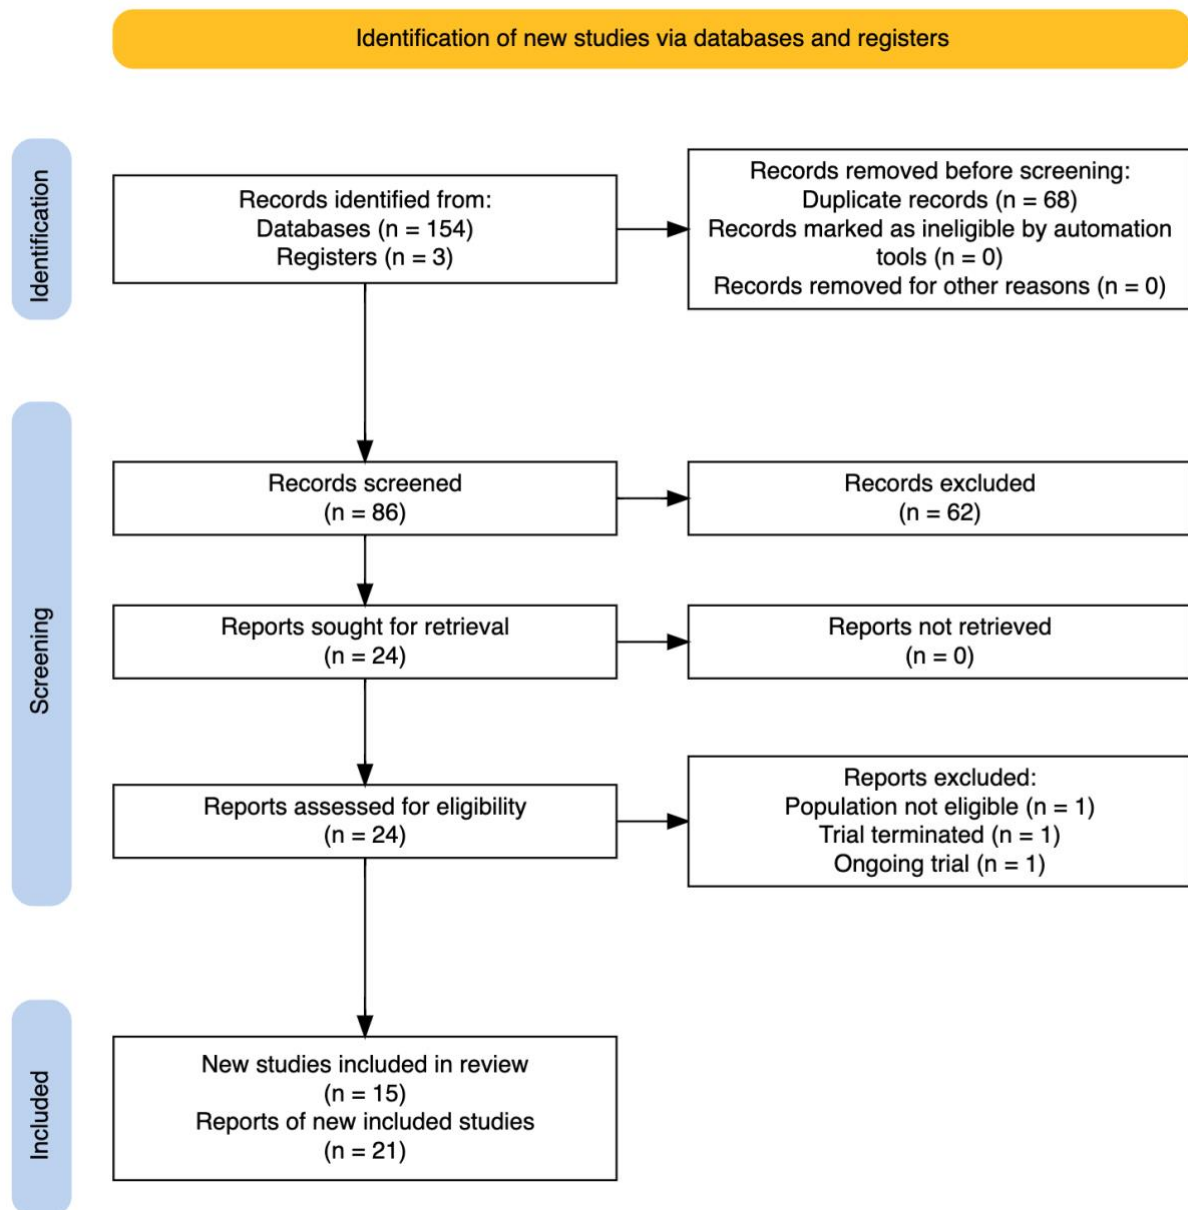 Identification of new studies via databases and registers
Identification
Records identified from:
Databases (n = 154)
Registers (n = 3)
Records removed before screening:
Duplicate records (n = 68)
Records marked as ineligible by automation
tools (n = 0)
Records removed for other reasons (n = 0)
Screening
Records screened
(n = 86)
Records excluded
(n = 62)
Reports sought for retrieval
(n = 24)
Reports not retrieved
(n = 0)
Reports assessed for eligibility
(n = 24)
Reports excluded:
Population not eligible (n = 1)
Trial terminated (n = 1)
Ongoing trial (n = 1)
Included
New studies included in review
(n = 15)
Reports of new included studies
(n = 21)